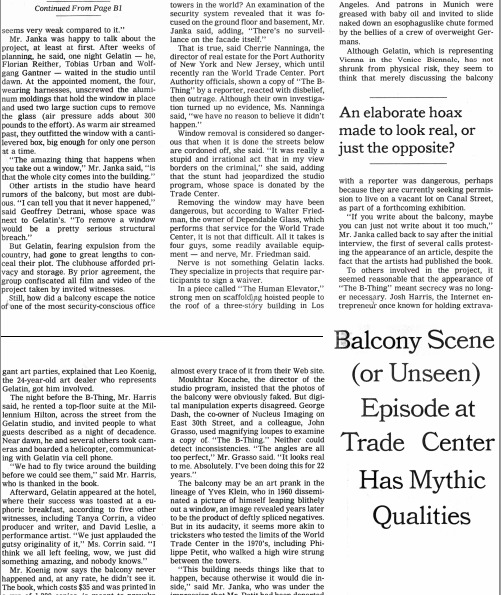 Continued From Page B1
seems very weak compared to it."
Mr. Janka was happy to talk about the
project, at least at first. After weeks of
planning, he said, one night Gelatin — he,
Florian Reither, Tobias Urban and Wolf-
gang Gantner — waited in the studio until
dawn. At the appointed moment, the four,
wearing harnesses, unscrewed the alumi-
num moldings that hold the window in place
and used two large suction cups to remove
the glass (air pressure adds about 300
pounds to the effort). As warm air streamed
past, they outfitted the window with a canti-
levered box, big enough for only one person
at a time.
"The amazing thing that happens when
you take out a window," Mr. Janka said, "is
that the whole city comes into the building."
Other artists in the studio have heard
rumors of the balcony, but most are dubi-
ous. "I can tell you that it never happened,"
said Geoffrey Detrani, whose space was
next to Gelatin's. "To remove a window
would be a pretty serious structural
breach."
But Gelatin, fearing expulsion from the
country, had gone to great lengths to con-
ceal their plot. The clubhouse afforded pri-
vacy and storage. By prior agreement, the
group confiscated all film and video of the
project taken by invited witnesses.
Still, how did a balcony escape the notice
of one of the most security-conscious office
towers in the world? An examination of the
security system revealed that it was fo-
cused on the ground floor and basement, Mr.
Janka said, adding, "There's no surveil-
lance on the facade itself."
That is true, said Cherrie Nanninga, the
director of real estate for the Port Authority
of New York and New Jersey, which until
recently ran the World Trade Center. Port
Authority officials, shown a copy of "The B-
Thing" by a reporter, reacted with disbelief,
then outrage. Although their own investiga-
tion turned up no evidence, Ms. Nanninga
said, "we have no reason to believe it didn't
happen."
Window removal is considered so danger-
ous that when it is done the streets below
are cordoned off, she said. "It was really a
stupid and irrational act that in my view
borders on the criminal," she said, adding
that the stunt had jeopardized the studio
program, whose space is donated by the
Trade Center.
Removing the window may have been
dangerous, but according to Walter Fried-
man, the owner of Dependable Glass, which
performs that service for the World Trade
Center, it is not that difficult. All it takes is
four guys, some readily available equip-
ment — and nerve, Mr. Friedman said.
Nerve is not something Gelatin lacks.
They specialize in projects that require par-
ticipants to sign a waiver.
In a piece called "The Human Elevator,"
strong men on scaffolding hoisted people to
the roof of a three-story building in Los
Angeles. And patrons in Munich were
greased with baby oil and invited to slide
naked down an esophaguslike chute formed
by the bellies of a crew of overweight Ger-
mans.
Although Gelatin, which is representing
Vienna in the Venice Biennale, has not
shrunk from physical risk, they seem to
think that merely discussing the balcony
An elaborate hoax
made to look real, or
just the opposite?
with a reporter was dangerous, perhaps
because they are currently seeking permis-
sion to live on a vacant lot on Canal Street,
as part of a forthcoming exhibition.
"If you write about the balcony, maybe
you can just not write about it too much,"
Mr. Janka called back to say after the initial
interview, the first of several calls protest-
ing the appearance of an article, despite the
fact that the artists had published the book.
To others involved in the project, it
seemed reasonable that the appearance of
"The B-Thing" meant secrecy was no long-
er necessary. Josh Harris, the Internet en-
trepreneur once known for holding extrava-
gant art parties, explained that Leo Koenig,
the 24-year-old art dealer who represents
Gelatin, got him involved.
The night before the B-Thing, Mr. Harris
said, he rented a top-floor suite at the Mil-
lennium Hilton, across the street from the
Gelatin studio, and invited people to what
guests described as a night of decadence.
Near dawn, he and several others took cam-
eras and boarded a helicopter, communicat-
ing with Gelatin via cell phone.
"We had to fly twice around the building
before we could see them," said Mr. Harris,
who is thanked in the book.
Afterward, Gelatin appeared at the hotel,
where their success was toasted at a eu-
phoric breakfast, according to five other
witnesses, including Tanya Corrin, a video
producer and writer, and David Leslie, a
performance artist. "We just applauded the
gutsy originality of it," Ms. Corrin said. "I
think we all left feeling, wow, we just did
something amazing, and nobody knows."
Mr. Koenig now says the balcony never
happened and, at any rate, he didn't see it.
The book, which costs $35 and was printed in
almost every trace of it from their Web site.
Moukhtar Kocache, the director of the
studio program, insisted that the photos of
the balcony were obviously faked. But digi-
tal manipulation experts disagreed. George
Dash, the co-owner of Nucleus Imaging on
East 30th Street, and a colleague, John
Grasso, used magnifying loupes to examine
a copy of. "The B-Thing." Neither could
detect inconsistencies. "The angles are all
too perfect," Mr. Grasso said. "It looks real
to me. Absolutely. I've been doing this for 22
years."
The balcony may be an art prank in the
lineage of Yves Klein, who in 1960 dissemi-
nated a picture of himself leaping blithely
out a window, an image revealed years later
to be the product of deftly spliced negatives.
But in its audacity, it seems more akin to
tricksters who tested the limits of the World
Trade Center in the 1970's, including Phi-
lippe Petit, who walked a high wire strung
between the towers.
"This building needs things like that to
happen, because otherwise it would die in-
side," said Mr. Janka, who was under the
Balcony Scene
(or Unseen)
Episode at
Trade Center
Has Mythic
Qualities